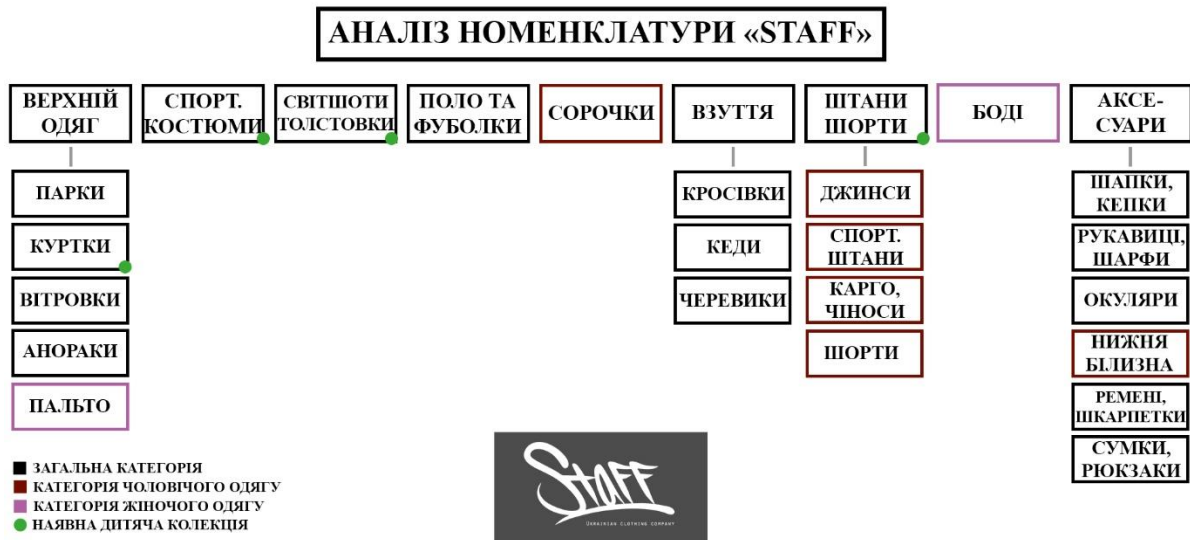 АНАЛІЗ НОМЕНКЛАТУРИ «STAFF»
ВЕРХНІЙ
ОДЯГ
СПОРТ.
КОСТЮМИ
СВІТШОТИ
ТОЛСТОВКИ
ПОЛО ТА
ФУБОЛКИ
СОРОЧКИ
ВЗУТТЯ
ШТАНИ
ШОРТИ
БОДІ
АКСЕ-
СУАРИ
ПАРКИ
КУРТКИ
ВІТРОВКИ
АНОРАКИ
ПАЛЬТО
КРОСІВКИ
КЕДИ
ЧЕРЕВИКИ
ДЖИНСИ
СПОРТ.
ШТАНИ
КАРГО,
ЧІНОСИ
ШОРТИ
ШАПКИ,
КЕПКИ
РУКАВИЦІ,
ШАРФИ
ОКУЛЯРИ
НИЖНЯ
БІЛИЗНА
РЕМЕНІ,
ШКАРПЕТКИ
СУМКИ,
РЮКЗАКИ
ЗАГАЛЬНА КАТЕГОРІЯ
КАТЕГОРІЯ ЧОЛОВІЧОГО ОДЯГУ
КАТЕГОРІЯ ЖІНОЧОГО ОДЯГУ
НАЯВНА ДИТЯЧА КОЛЕКЦІЯ
Staff
UKRAINIAN CLOTHING COMPANY